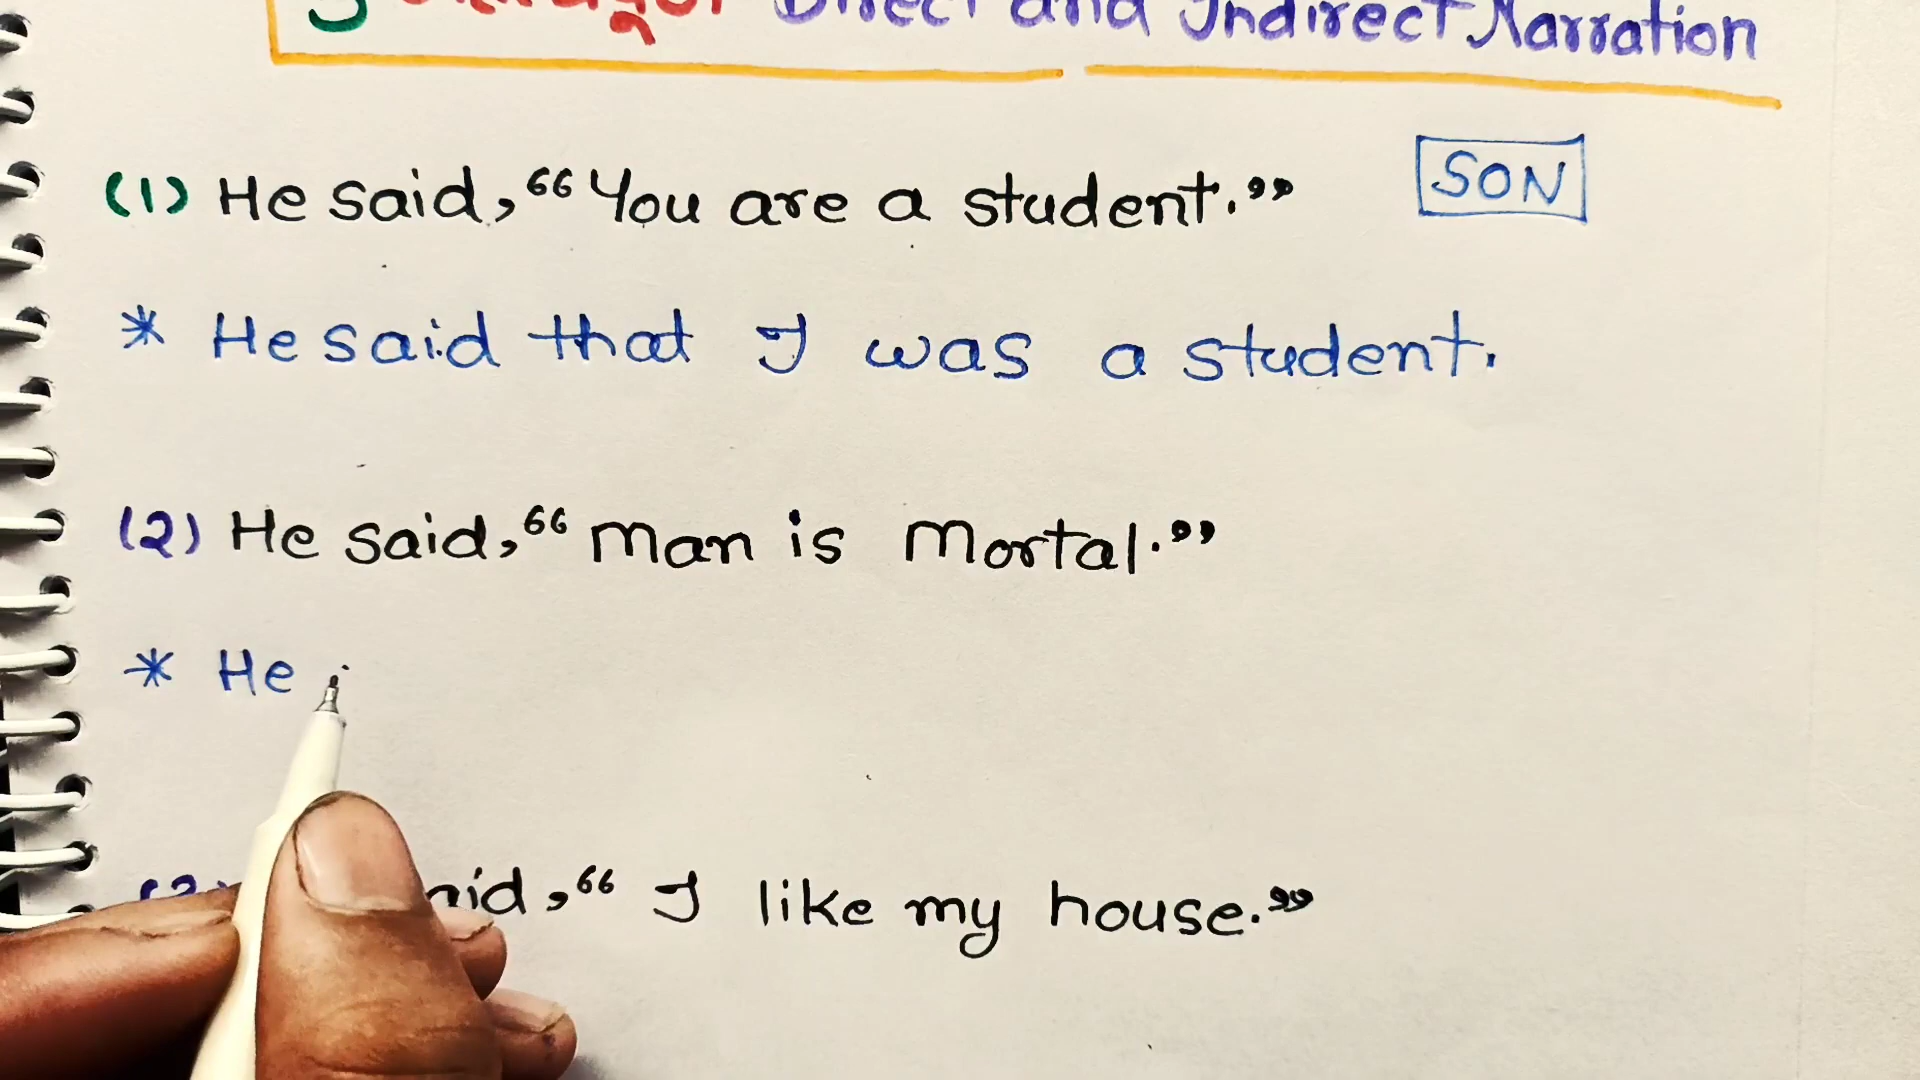 Direct and Indirect Narration
(1) He said, “You are a student.” SON
* He said that I was a student.
(2) He said, “Man is Mortal.”
* He
said, “I like my house.”